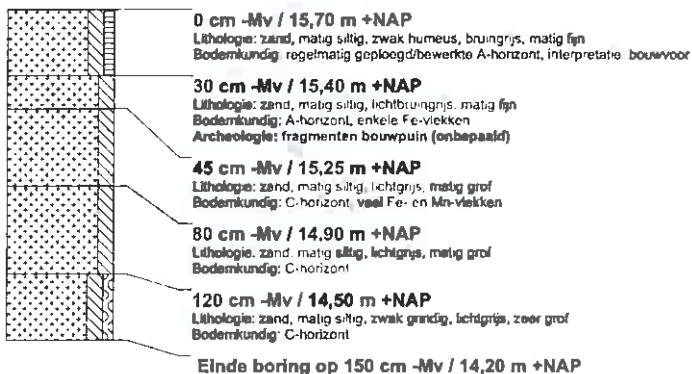 0 cm -Mv / 15,70 m +NAP
Lithologie: zand, matig siltig, zwak humeus, bruingrijs, matig fijn
Bodemkundig: regelmatig geploegd/bewerkte A-horizont, interpretatie: bouwvoor
30 cm -Mv / 15,40 m +NAP
Lithologie: zand, matig siltig, lichtbruingrijs, matig fijn
Bodemkundig: A-horizont, enkele Fe-vlekken
Archeologie: fragmenten bouwpuin (onbepaald)
45 cm -Mv / 15,25 m +NAP
Lithologie: zand, matig siltig, lichtgrijs, matig grof
Bodemkundig: C-horizont, veel Fe- en Mn-vlekken
80 cm -Mv / 14,90 m +NAP
Lithologie: zand, matig siltig, lichtgrijs, matig grof
Bodemkundig: C-horizont
120 cm -Mv / 14,50 m +NAP
Lithologie: zand, matig siltig, zwak grindig, lichtgrijs, zeer grof
Bodemkundig: C-horizont
Einde boring op 150 cm -Mv / 14,20 m +NAP